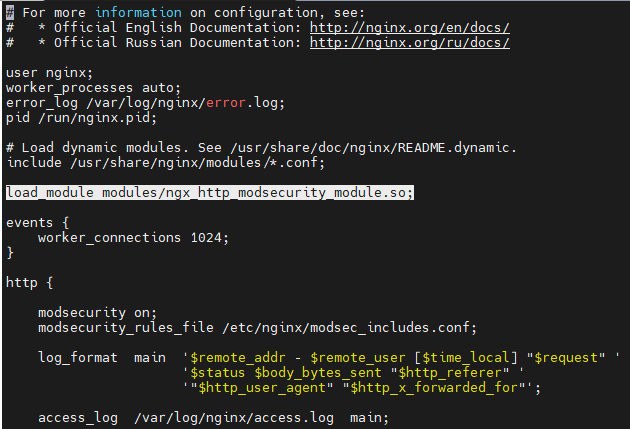 # For more information on configuration, see:
#   * Official English Documentation: http://nginx.org/en/docs/
#   * Official Russian Documentation: http://nginx.org/ru/docs/
user nginx;
worker_processes auto;
error_log /var/log/nginx/error.log;
pid /run/nginx.pid;
# Load dynamic modules. See /usr/share/doc/nginx/README.dynamic.
include /usr/share/nginx/modules/*.conf;
load_module modules/ngx_http_modsecurity_module.so;
events {
    worker_connections 1024;
}
http {
    modsecurity on;
    modsecurity_rules_file /etc/nginx/modsec_includes.conf;
    log_format  main  '$remote_addr - $remote_user [$time_local] "$request" '
                      '$status $body_bytes_sent "$http_referer" '
                      '"$http_user_agent" "$http_x_forwarded_for"';
    access_log  /var/log/nginx/access.log  main;